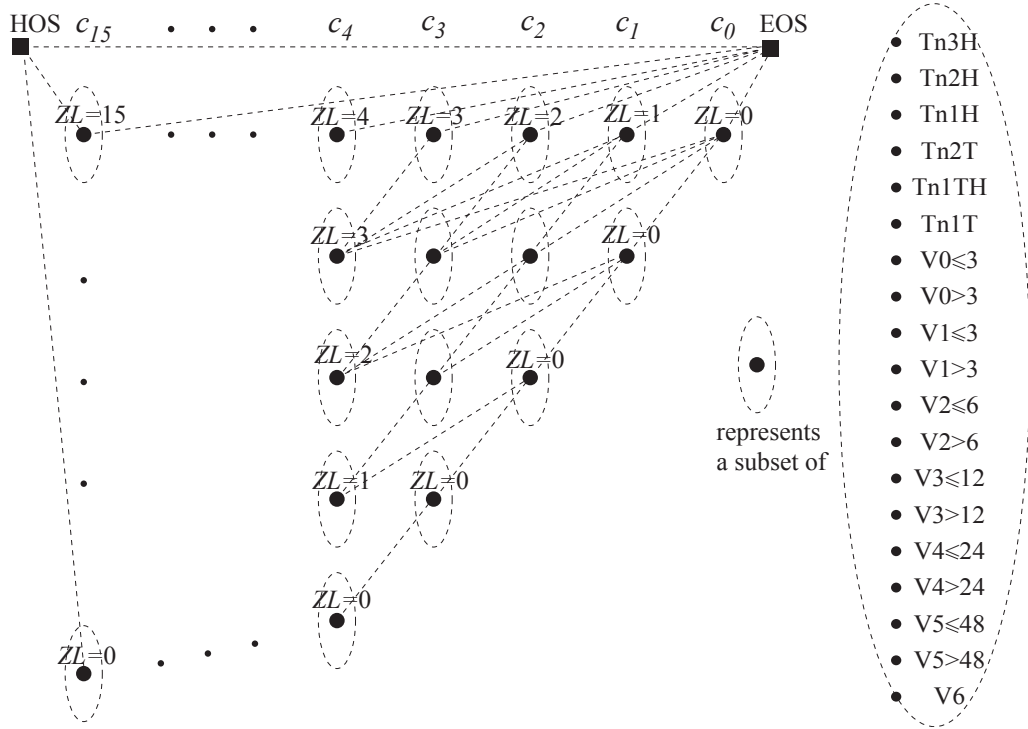 HOS c15 c4 c3 c2 c1 c0 EOS
ZL=15 ZL=4 ZL=3 ZL=2 ZL=1 ZL=0
ZL=3 ZL=0
ZL=2 ZL=0
ZL=1 ZL=0
ZL=0
ZL=0
represents
a subset of
Tn3H
Tn2H
Tn1H
Tn2T
Tn1TH
Tn1T
V0⩽3
V0>3
V1⩽3
V1>3
V2⩽6
V2>6
V3⩽12
V3>12
V4⩽24
V4>24
V5⩽48
V5>48
V6